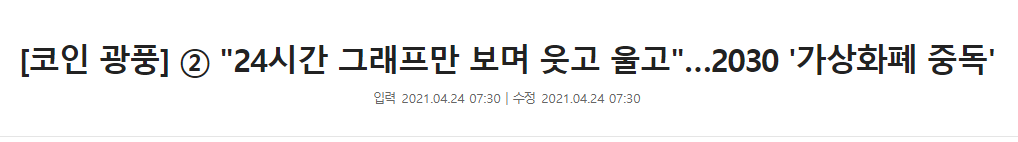 [코인 광풍] ② "24시간 그래프만 보며 웃고 울고"…2030 '가상화폐 중독'
입력 2021.04.24 07:30 | 수정 2021.04.24 07:30